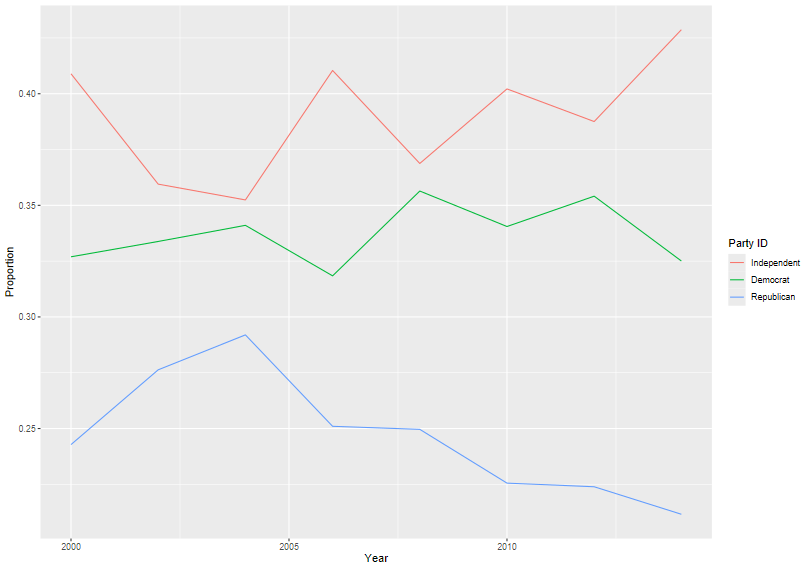 0.40
0.35
0.30
0.25
Proportion
2000
2005
2010
Year
Party ID
Independent
Democrat
Republican